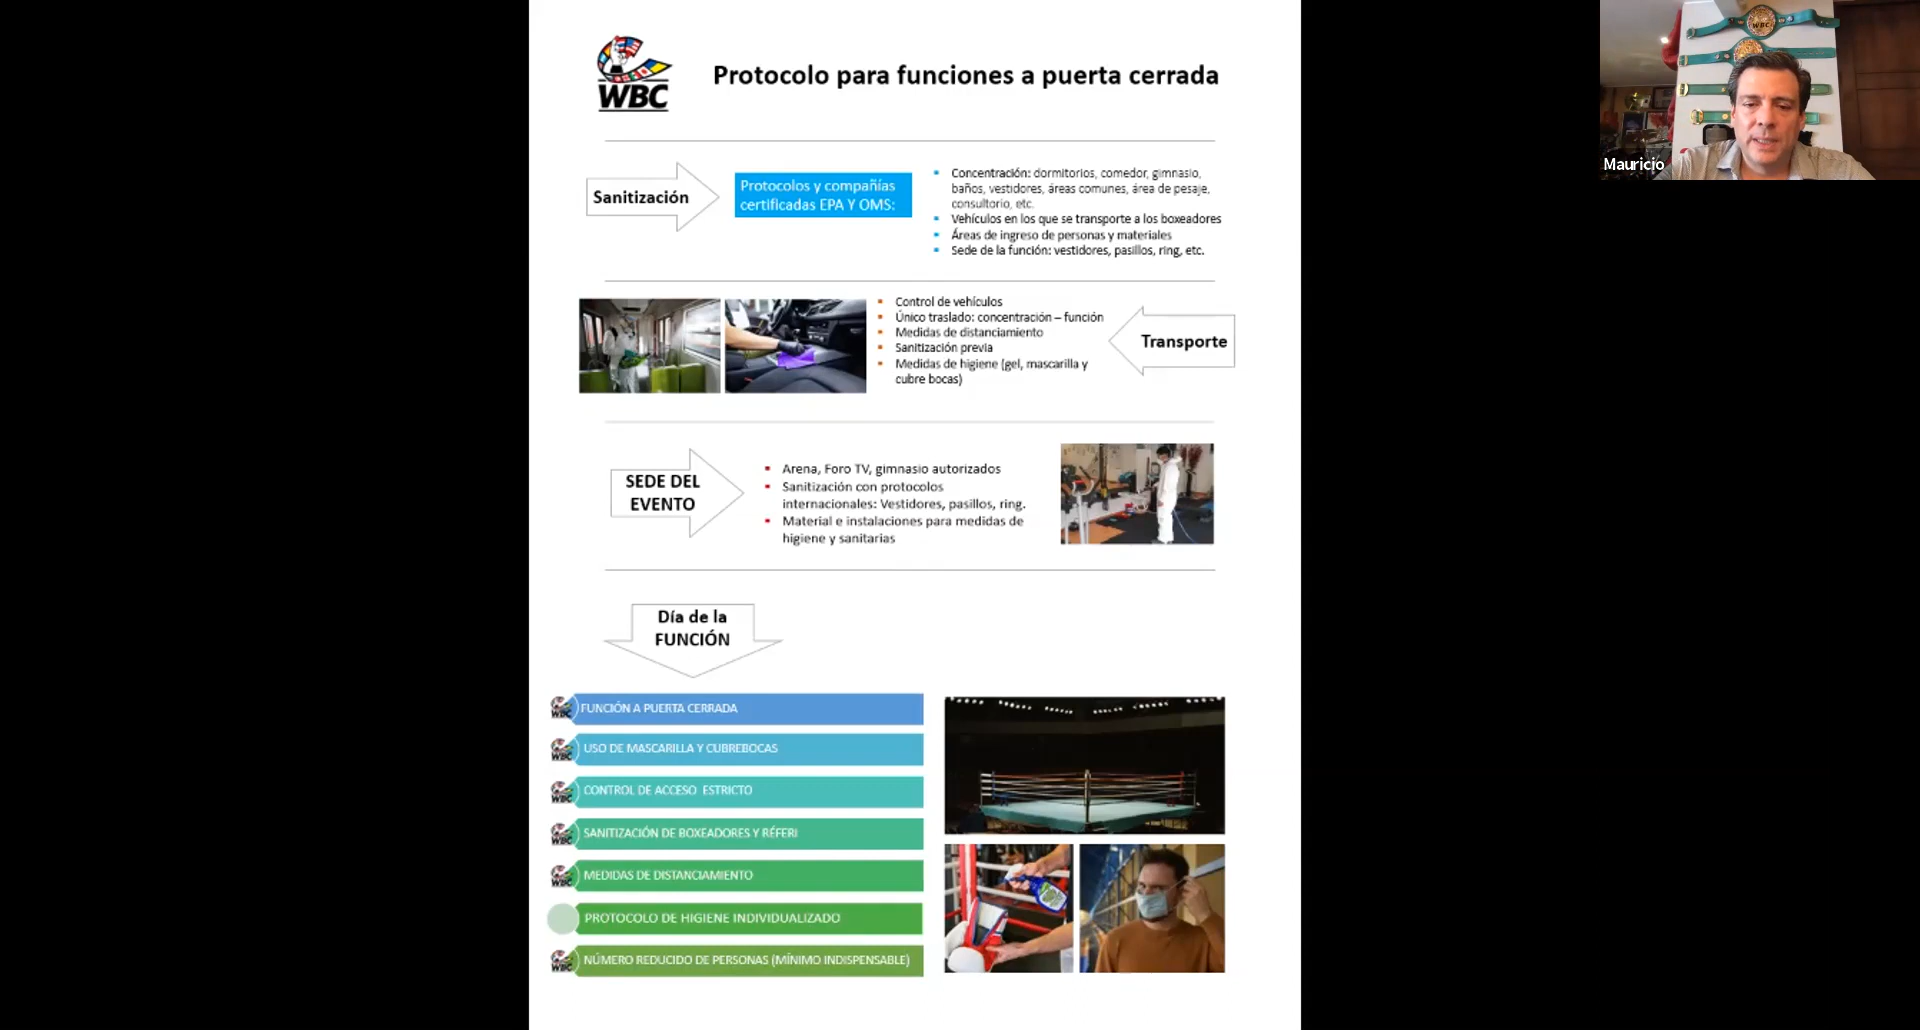 WBC
Protocolo para funciones a puerta cerrada
Mauricio
Sanitización
Protocolos y compañías
certificadas EPA Y OMS:
▪ Concentración: dormitorios, comedor, gimnasio,
baños, vestidores, áreas comunes, área de pesaje,
consultorio, etc.
▪ Vehículos en los que se transporte a los boxeadores
▪ Áreas de ingreso de personas y materiales
▪ Sede de la función: vestidores, pasillos, ring, etc.
▪ Control de vehículos
▪ Único traslado: concentración – función
▪ Medidas de distanciamiento
▪ Sanitización previa
▪ Medidas de higiene (gel, mascarilla y
cubre bocas)
Transporte
SEDE DEL
EVENTO
▪ Arena, Foro TV, gimnasio autorizados
▪ Sanitización con protocolos
internacionales: Vestidores, pasillos, ring.
▪ Material e instalaciones para medidas de
higiene y sanitarias
Día de la
FUNCIÓN
WBC FUNCIÓN A PUERTA CERRADA
WBC USO DE MASCARILLA Y CUBREBOCAS
WBC CONTROL DE ACCESO ESTRICTO
WBC SANITIZACIÓN DE BOXEADORES Y RÉFERI
WBC MEDIDAS DE DISTANCIAMIENTO
PROTOCOLO DE HIGIENE INDIVIDUALIZADO
WBC NÚMERO REDUCIDO DE PERSONAS (MÍNIMO INDISPENSABLE)